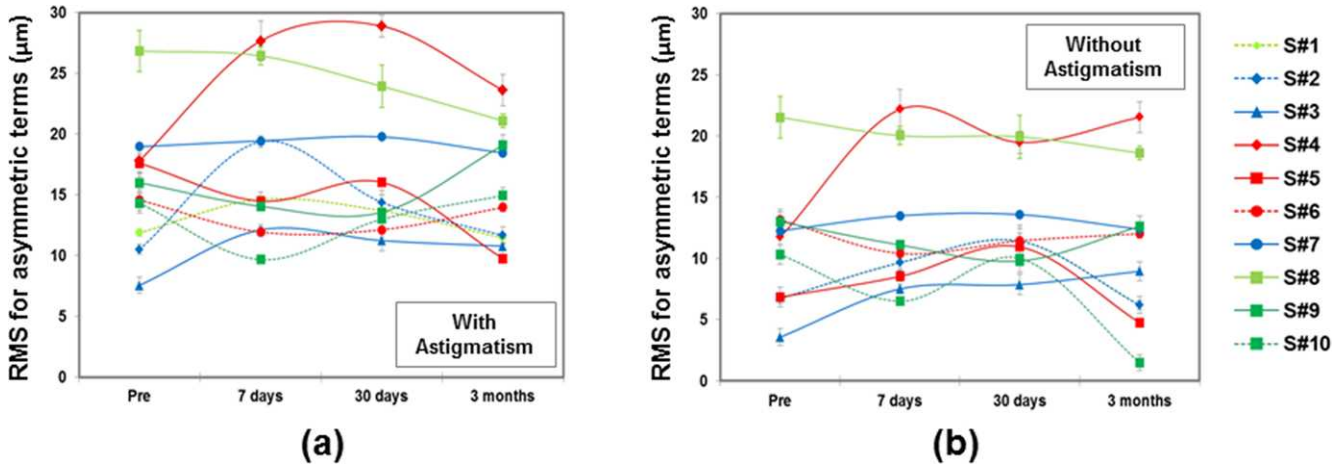 RMS for asymmetric terms (µm)
30
25
20
15
10
5
0
With
Astigmatism
Pre
7 days
30 days
3 months
(a)
RMS for asymmetric terms (µm)
30
25
20
15
10
5
0
Without
Astigmatism
Pre
7 days
30 days
3 months
(b)
S#1
S#2
S#3
S#4
S#5
S#6
S#7
S#8
S#9
S#10